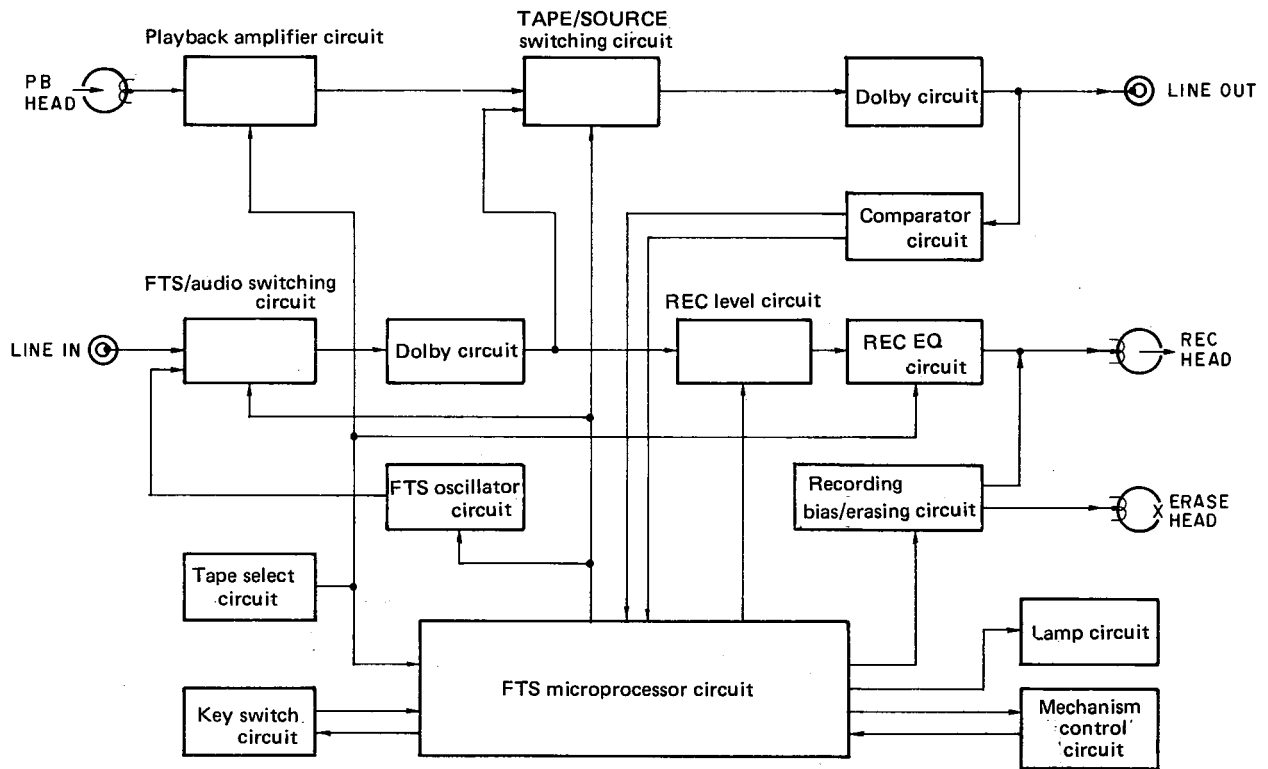 TAPE/SOURCE
switching circuit
Playback amplifier circuit
PB
HEAD
Dolby circuit
LINE OUT
Comparator
circuit
FTS/audio switching
circuit
REC level circuit
LINE IN
Dolby circuit
REC EQ
circuit
REC
HEAD
FTS oscillator
circuit
Recording
bias/erasing circuit
ERASE
HEAD
Tape select
circuit
Lamp circuit
FTS microprocessor circuit
Key switch
circuit
Mechanism
control
circuit